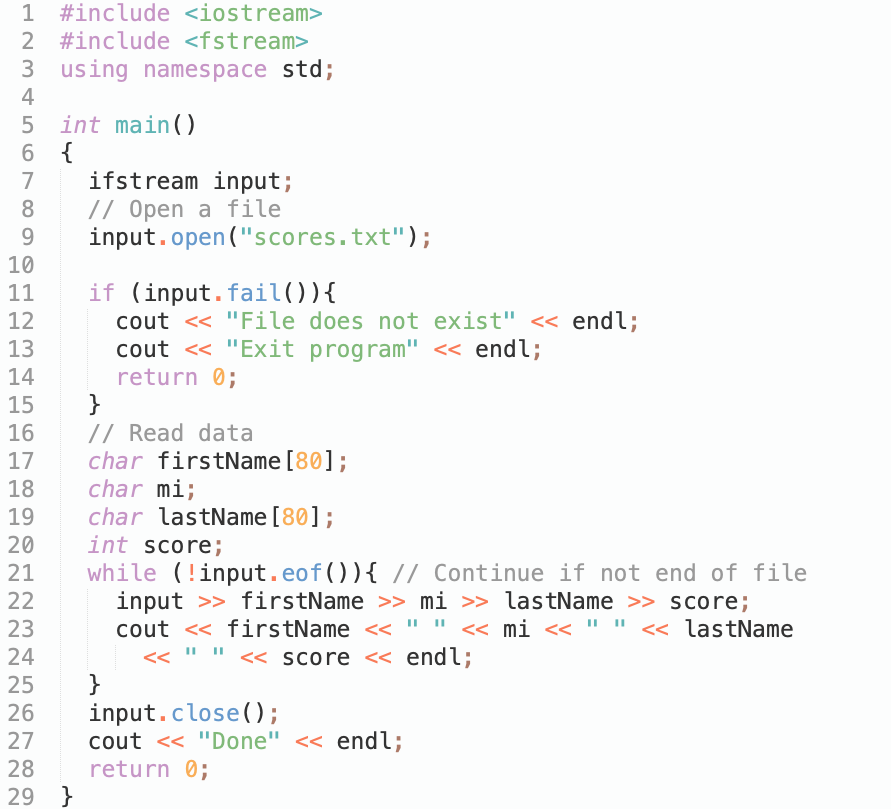 1 #include <iostream>
2 #include <fstream>
3 using namespace std;
4
5 int main()
6 {
7   ifstream input;
8   // Open a file
9   input.open("scores.txt");
10
11   if (input.fail()){
12     cout << "File does not exist" << endl;
13     cout << "Exit program" << endl;
14     return 0;
15   }
16   // Read data
17   char firstName[80];
18   char mi;
19   char lastName[80];
20   int score;
21   while (!input.eof()){ // Continue if not end of file
22     input >> firstName >> mi >> lastName >> score;
23     cout << firstName << " " << mi << " " << lastName
24       << " " << score << endl;
25   }
26   input.close();
27   cout << "Done" << endl;
28   return 0;
29 }